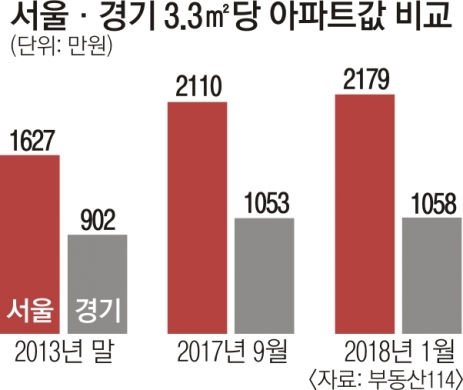 서울·경기 3.3㎡당 아파트값 비교
(단위: 만원)
1627
902
서울
경기
2013년 말
2110
1053
2017년 9월
2179
1058
2018년 1월
〈자료: 부동산114〉